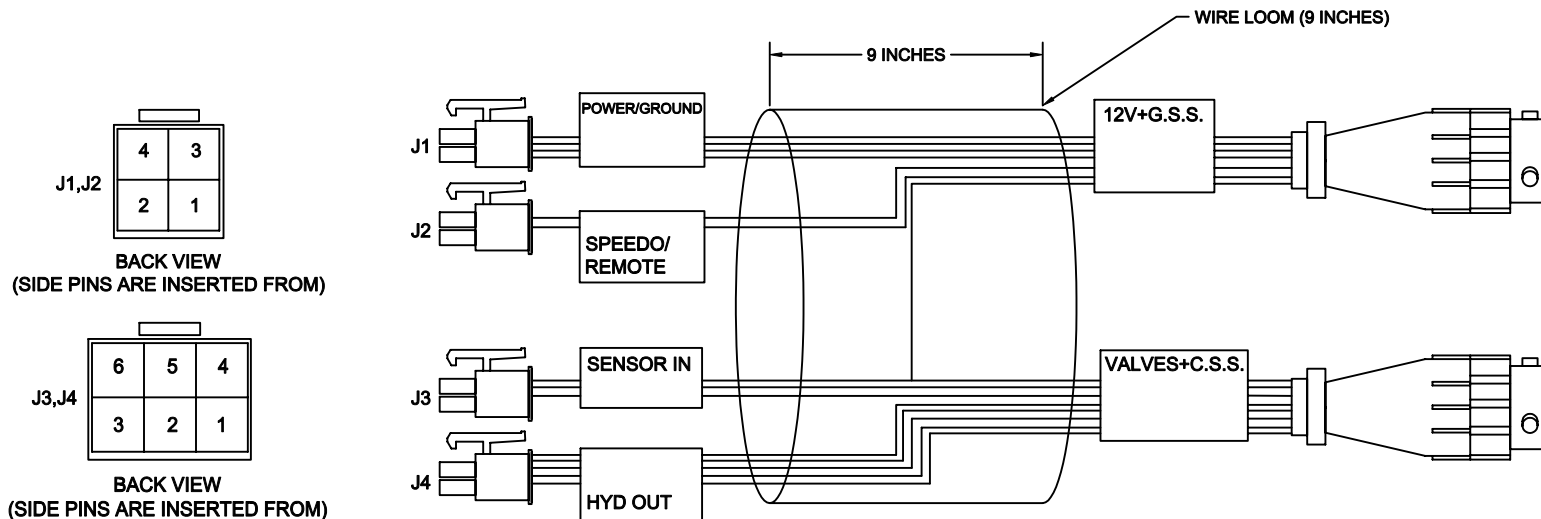 WIRE LOOM (9 INCHES)
9 INCHES
J1,J2
4 3
2 1
BACK VIEW
(SIDE PINS ARE INSERTED FROM)
J3,J4
6 5 4
3 2 1
BACK VIEW
(SIDE PINS ARE INSERTED FROM)
J1
POWER/GROUND
12V+G.S.S.
J2
SPEEDO/
REMOTE
J3
SENSOR IN
VALVES+C.S.S.
J4
HYD OUT